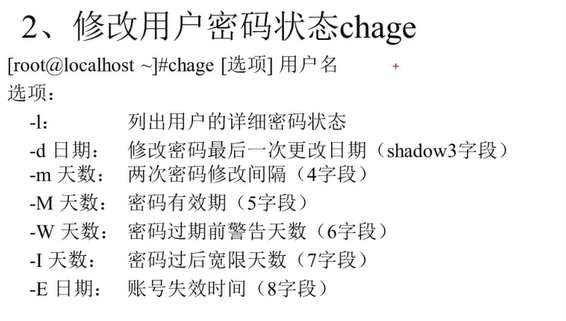 2、修改用户密码状态chage
[root@localhost ~]#chage [选项] 用户名
选项：
-l： 列出用户的详细密码状态
-d 日期： 修改密码最后一次更改日期（shadow3字段）
-m 天数： 两次密码修改间隔（4字段）
-M 天数： 密码有效期（5字段）
-W 天数： 密码过期前警告天数（6字段）
-I 天数： 密码过后宽限天数（7字段）
-E 日期： 账号失效时间（8字段）